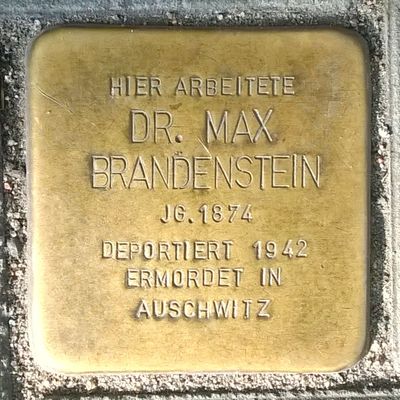 HIER ARBEITETE
DR. MAX
BRANDENSTEIN
JG. 1874
DEPORTIERT 1942
ERMORDET IN
AUSCHWITZ